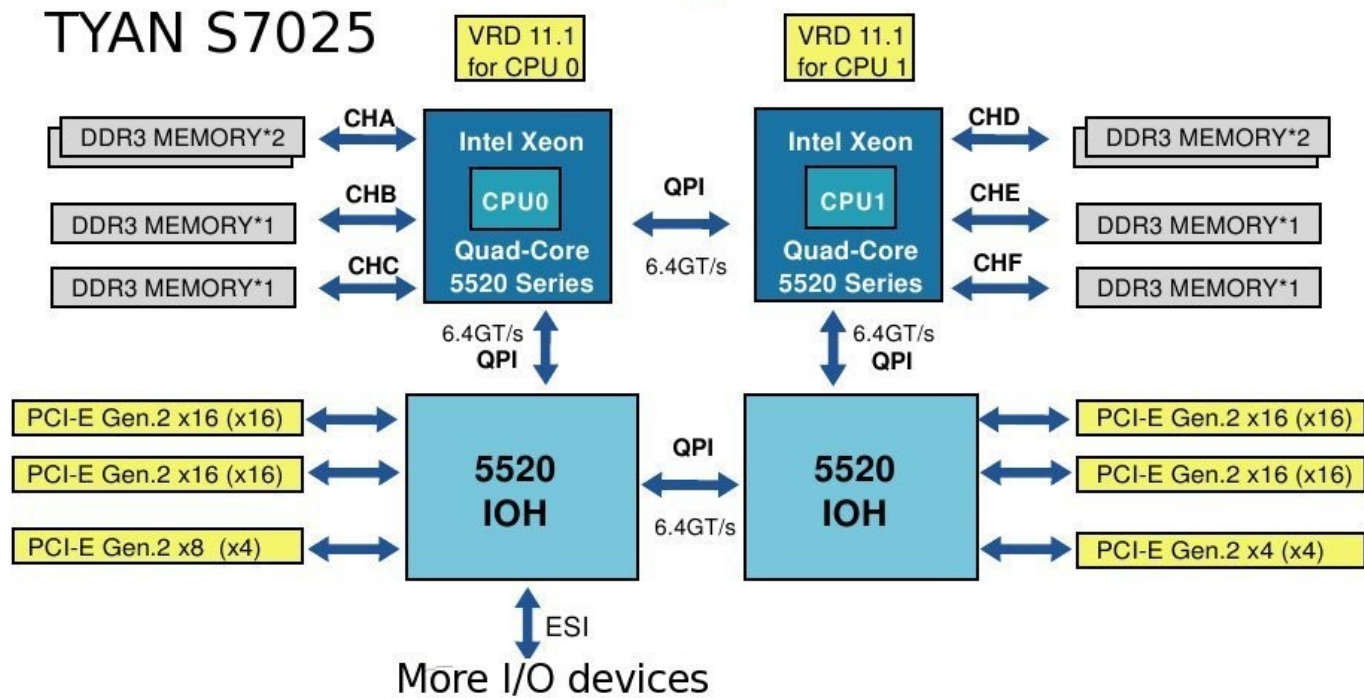 TYAN S7025
VRD 11.1
for CPU 0
VRD 11.1
for CPU 1
DDR3 MEMORY*2
CHA
DDR3 MEMORY*1
CHB
DDR3 MEMORY*1
CHC
Intel Xeon
CPU0
Quad-Core
5520 Series
QPI
6.4GT/s
Intel Xeon
CPU1
Quad-Core
5520 Series
CHD
DDR3 MEMORY*2
CHE
DDR3 MEMORY*1
CHF
DDR3 MEMORY*1
6.4GT/s
QPI
6.4GT/s
QPI
PCI-E Gen.2 x16 (x16)
PCI-E Gen.2 x16 (x16)
PCI-E Gen.2 x8 (x4)
5520
IOH
QPI
6.4GT/s
5520
IOH
PCI-E Gen.2 x16 (x16)
PCI-E Gen.2 x16 (x16)
PCI-E Gen.2 x4 (x4)
ESI
More I/O devices